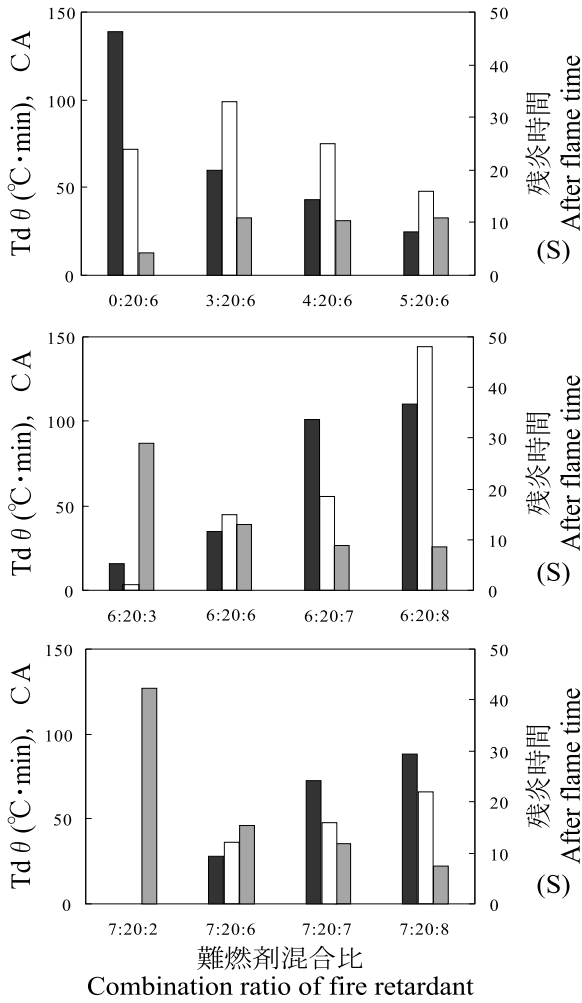 150
100
50
0
Td θ (℃・min), CA
50
40
30
20
10
0
残炎時間
After flame time
(S)
0:20:6 3:20:6 4:20:6 5:20:6
150
100
50
0
Td θ (℃・min), CA
50
40
30
20
10
0
残炎時間
After flame time
(S)
6:20:3 6:20:6 6:20:7 6:20:8
150
100
50
0
Td θ (℃・min), CA
50
40
30
20
10
0
残炎時間
After flame time
(S)
7:20:2 7:20:6 7:20:7 7:20:8
難燃剤混合比
Combination ratio of fire retardant